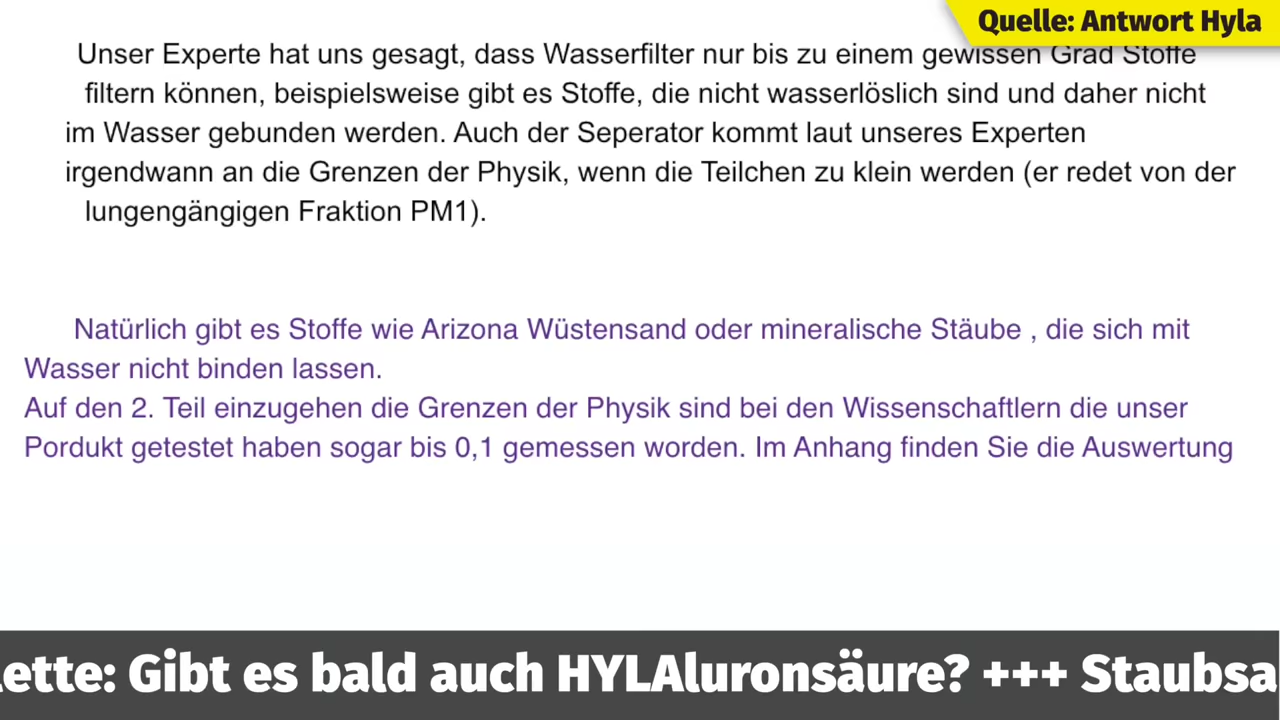 Quelle: Antwort Hyla
Unser Experte hat uns gesagt, dass Wasserfilter nur bis zu einem gewissen Grad Stoffe
filtern können, beispielsweise gibt es Stoffe, die nicht wasserlöslich sind und daher nicht
im Wasser gebunden werden. Auch der Seperator kommt laut unseres Experten
irgendwann an die Grenzen der Physik, wenn die Teilchen zu klein werden (er redet von der
lungengängigen Fraktion PM1).
Natürlich gibt es Stoffe wie Arizona Wüstensand oder mineralische Stäube , die sich mit
Wasser nicht binden lassen.
Auf den 2. Teil einzugehen die Grenzen der Physik sind bei den Wissenschaftlern die unser
Pordukt getestet haben sogar bis 0,1 gemessen worden. Im Anhang finden Sie die Auswertung
ette: Gibt es bald auch HYLAluronsäure? +++ Staubsa